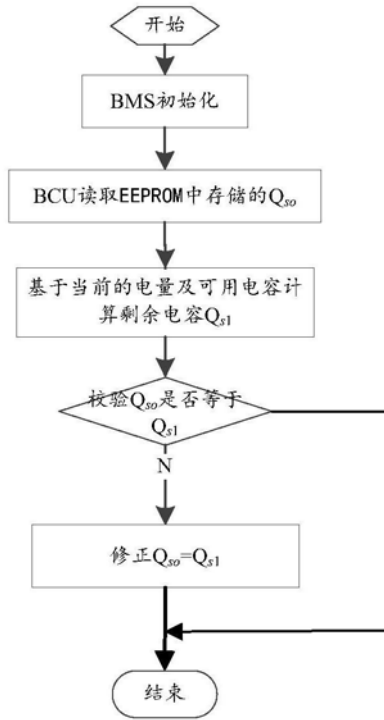 开始
BMS初始化
BCU读取EEPROM中存储的Qso
基于当前的电量及可用电容计
算剩余电容Qs1
校验Qso是否等于
Qs1
N
修正Qso=Qs1
结束